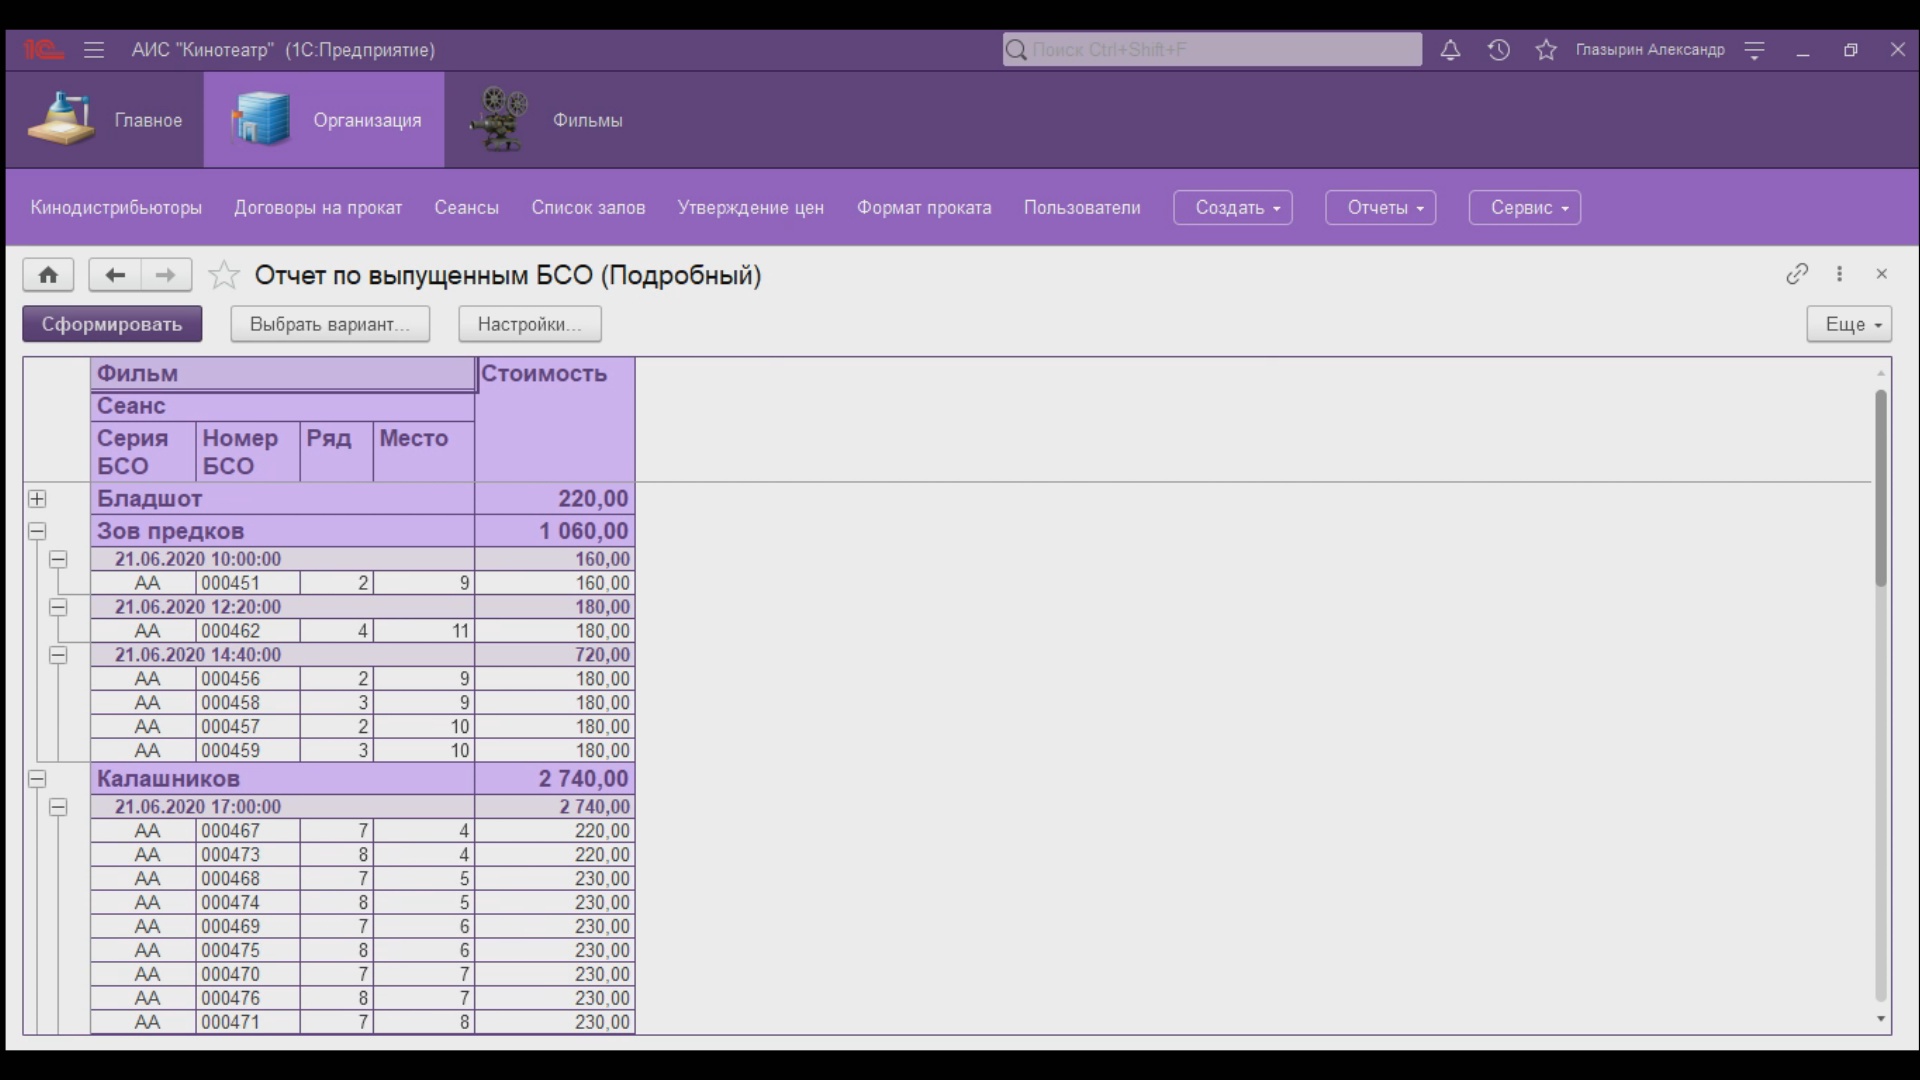 1С АИС "Кинотеатр" (1С:Предприятие) Поиск Ctrl+Shift+F Глазырин Александр
Главное Организация Фильмы
Кинодистрибьюторы Договоры на прокат Сеансы Список залов Утверждение цен Формат проката Пользователи Создать Отчеты Сервис
Отчет по выпущенным БСО (Подробный)
Сформировать Выбрать вариант... Настройки... Еще
Фильм Стоимость
Сеанс
Серия БСО Номер БСО Ряд Место
Бладшот 220,00
Зов предков 1 060,00
21.06.2020 10:00:00 160,00
АА 000451 2 9 160,00
21.06.2020 12:20:00 180,00
АА 000462 4 11 180,00
21.06.2020 14:40:00 720,00
АА 000456 2 9 180,00
АА 000458 3 9 180,00
АА 000457 2 10 180,00
АА 000459 3 10 180,00
Калашников 2 740,00
21.06.2020 17:00:00 2 740,00
АА 000467 7 4 220,00
АА 000473 8 4 220,00
АА 000468 7 5 230,00
АА 000474 8 5 230,00
АА 000469 7 6 230,00
АА 000475 8 6 230,00
АА 000470 7 7 230,00
АА 000476 8 7 230,00
АА 000471 7 8 230,00